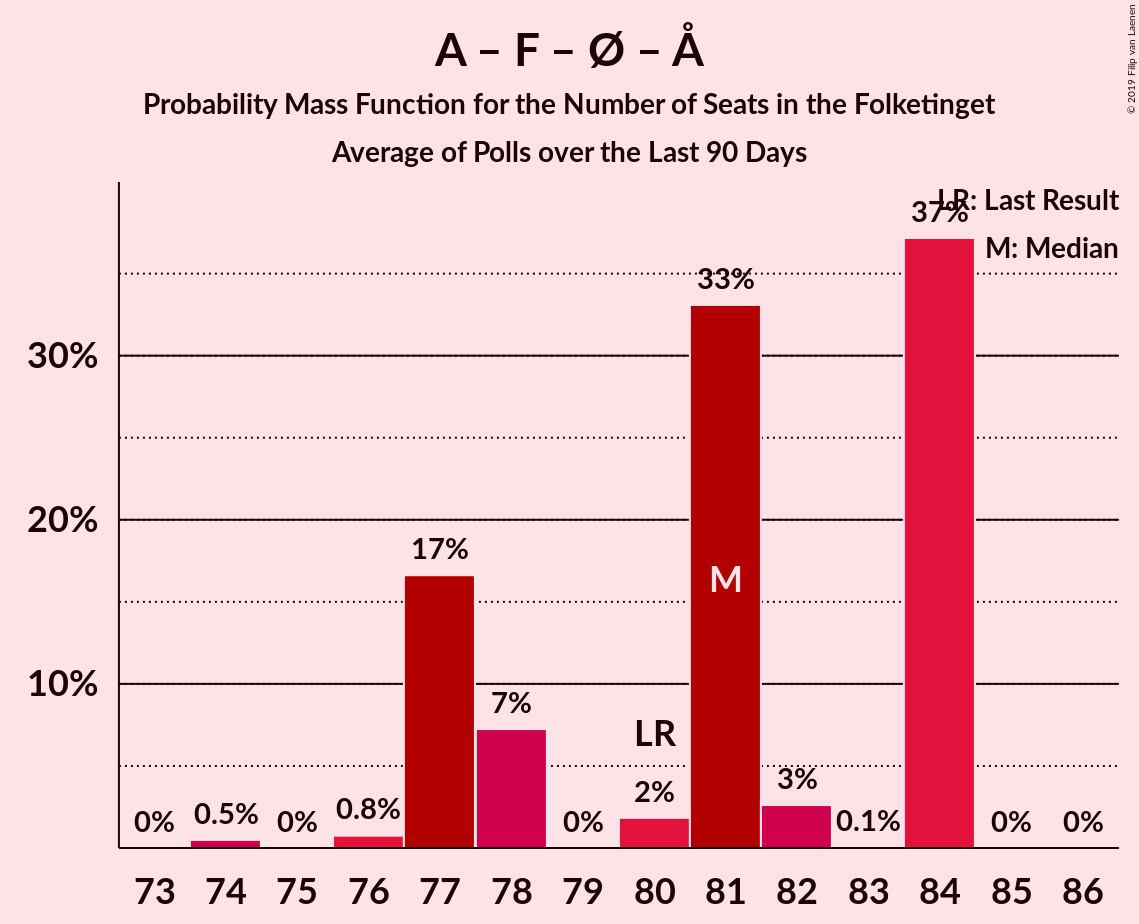 A – F – Ø – Å
Probability Mass Function for the Number of Seats in the Folketinget
Average of Polls over the Last 90 Days
© 2019 Filip van Laenen
LR: Last Result
M: Median
37%
33%
30%
20%
17%
M
10%
7%
LR
3%
2%
0% 0.5% 0% 0.8% 0% 0.1% 0% 0%
73 74 75 76 77 78 79 80 81 82 83 84 85 86